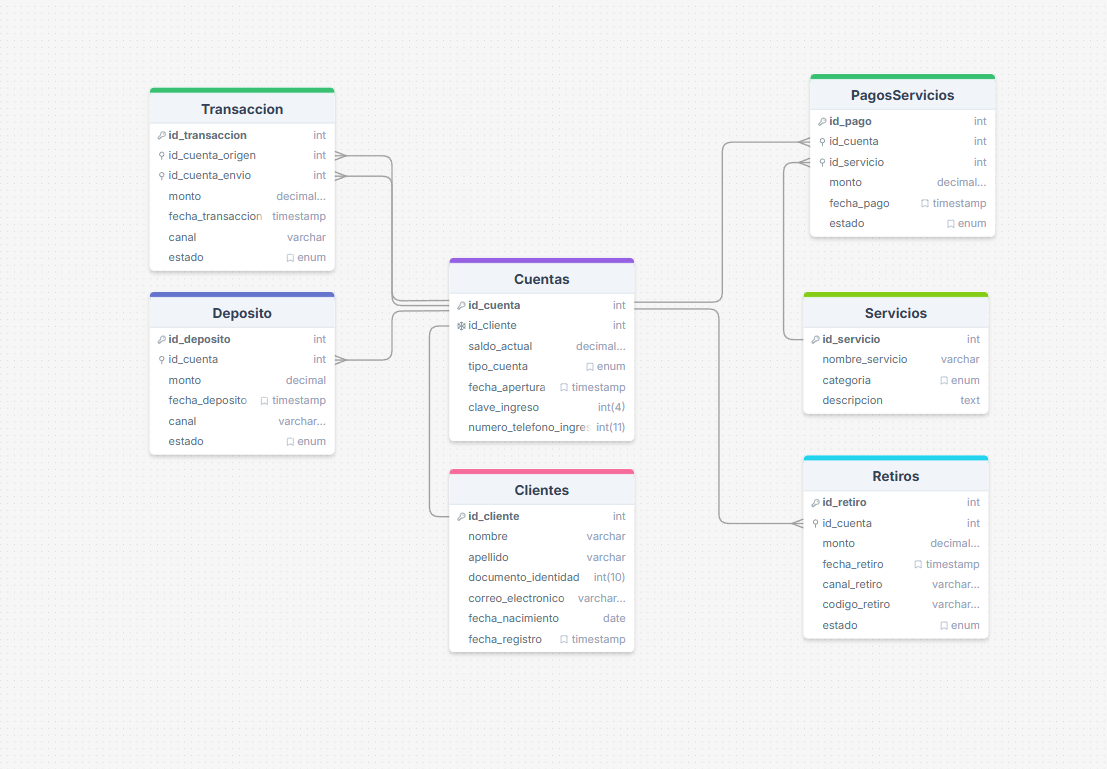 Transaccion
id_transaccion int
id_cuenta_origen int
id_cuenta_envio int
monto decimal...
fecha_transaccion timestamp
canal varchar
estado enum
Deposito
id_deposito int
id_cuenta int
monto decimal
fecha_deposito timestamp
canal varchar...
estado enum
Cuentas
id_cuenta int
id_cliente int
saldo_actual decimal...
tipo_cuenta enum
fecha_apertura timestamp
clave_ingreso int(4)
numero_telefono_ingres int(11)
Clientes
id_cliente int
nombre varchar
apellido varchar
documento_identidad int(10)
correo_electronico varchar...
fecha_nacimiento date
fecha_registro timestamp
PagosServicios
id_pago int
id_cuenta int
id_servicio int
monto decimal...
fecha_pago timestamp
estado enum
Servicios
id_servicio int
nombre_servicio varchar
categoria enum
descripcion text
Retiros
id_retiro int
id_cuenta int
monto decimal...
fecha_retiro timestamp
canal_retiro varchar...
codigo_retiro varchar...
estado enum